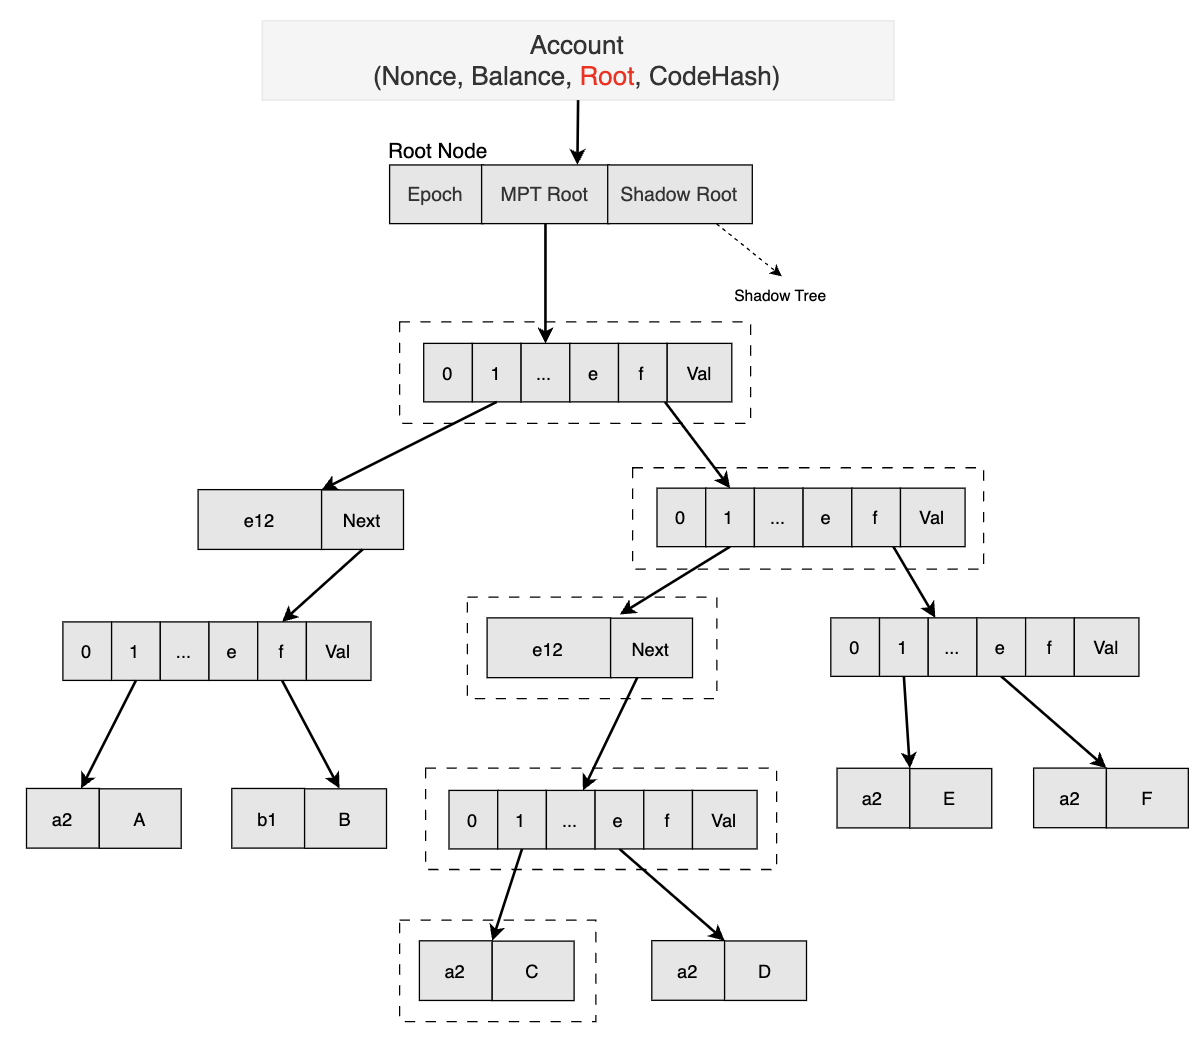 Account
(Nonce, Balance, Root, CodeHash)
Root Node
Epoch MPT Root Shadow Root
Shadow Tree
0 1 ... e f Val
e12 Next
0 1 ... e f Val
0 1 ... e f Val
e12 Next
0 1 ... e f Val
a2 A
b1 B
0 1 ... e f Val
a2 E
a2 F
a2 C
a2 D